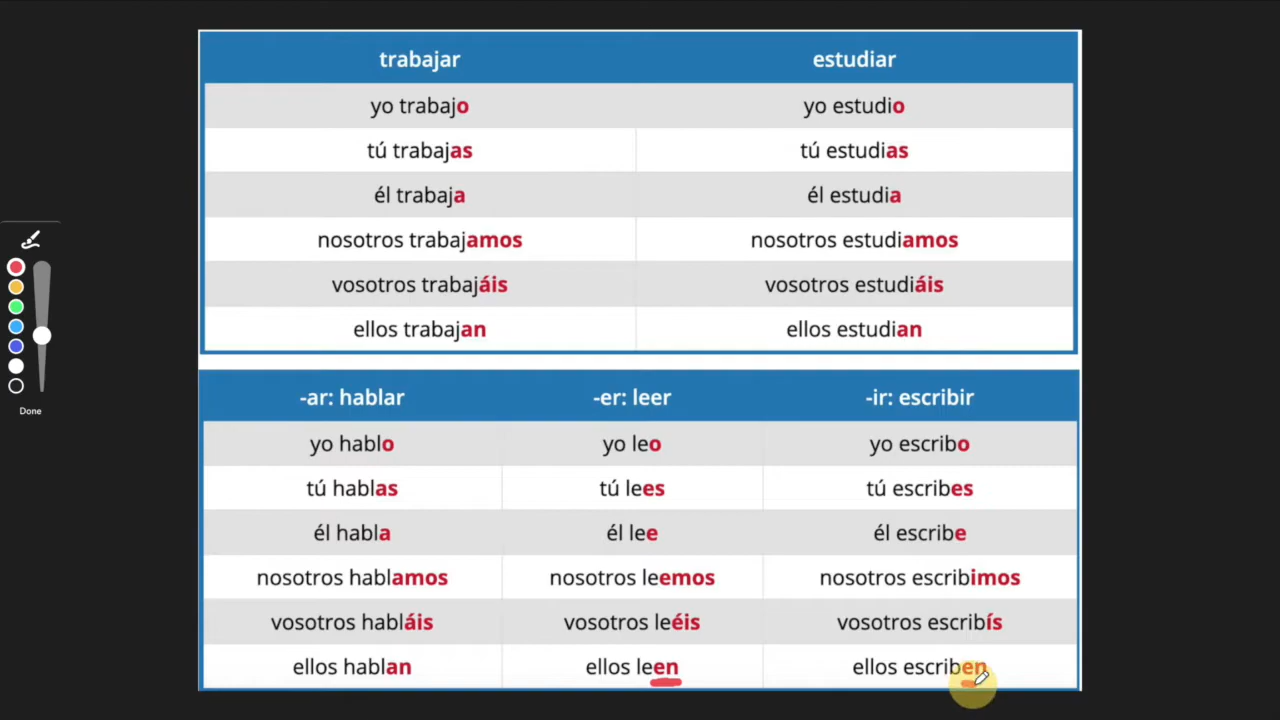 trabajar estudiar
yo trabajo yo estudio
tú trabajas tú estudias
él trabaja él estudia
nosotros trabajamos nosotros estudiamos
vosotros trabajáis vosotros estudiáis
ellos trabajan ellos estudian
-ar: hablar -er: leer -ir: escribir
yo hablo yo leo yo escribo
tú hablas tú lees tú escribes
él habla él lee él escribe
nosotros hablamos nosotros leemos nosotros escribimos
vosotros habláis vosotros leéis vosotros escribís
ellos hablan ellos leen ellos escriben
Done